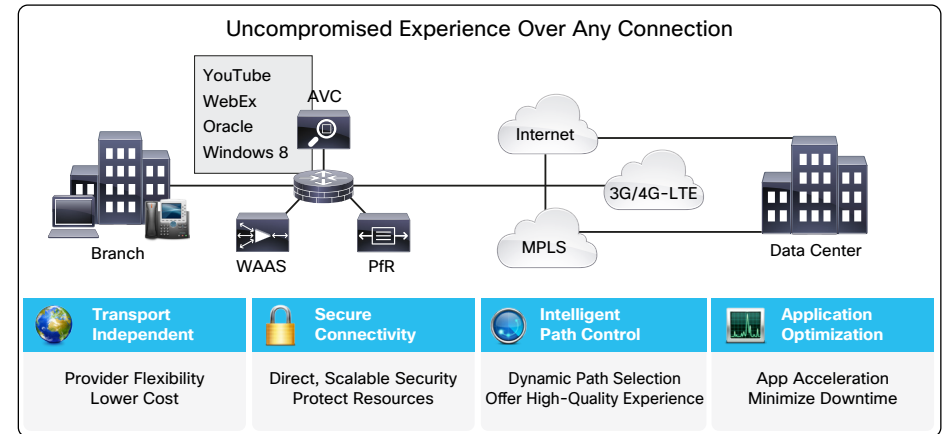 Uncompromised Experience Over Any Connection
YouTube
WebEx
Oracle
Windows 8
AVC
Internet
3G/4G-LTE
MPLS
Branch
WAAS
PfR
Data Center
Transport
Independent
Secure
Connectivity
Intelligent
Path Control
Application
Optimization
Provider Flexibility
Lower Cost
Direct, Scalable Security
Protect Resources
Dynamic Path Selection
Offer High-Quality Experience
App Acceleration
Minimize Downtime